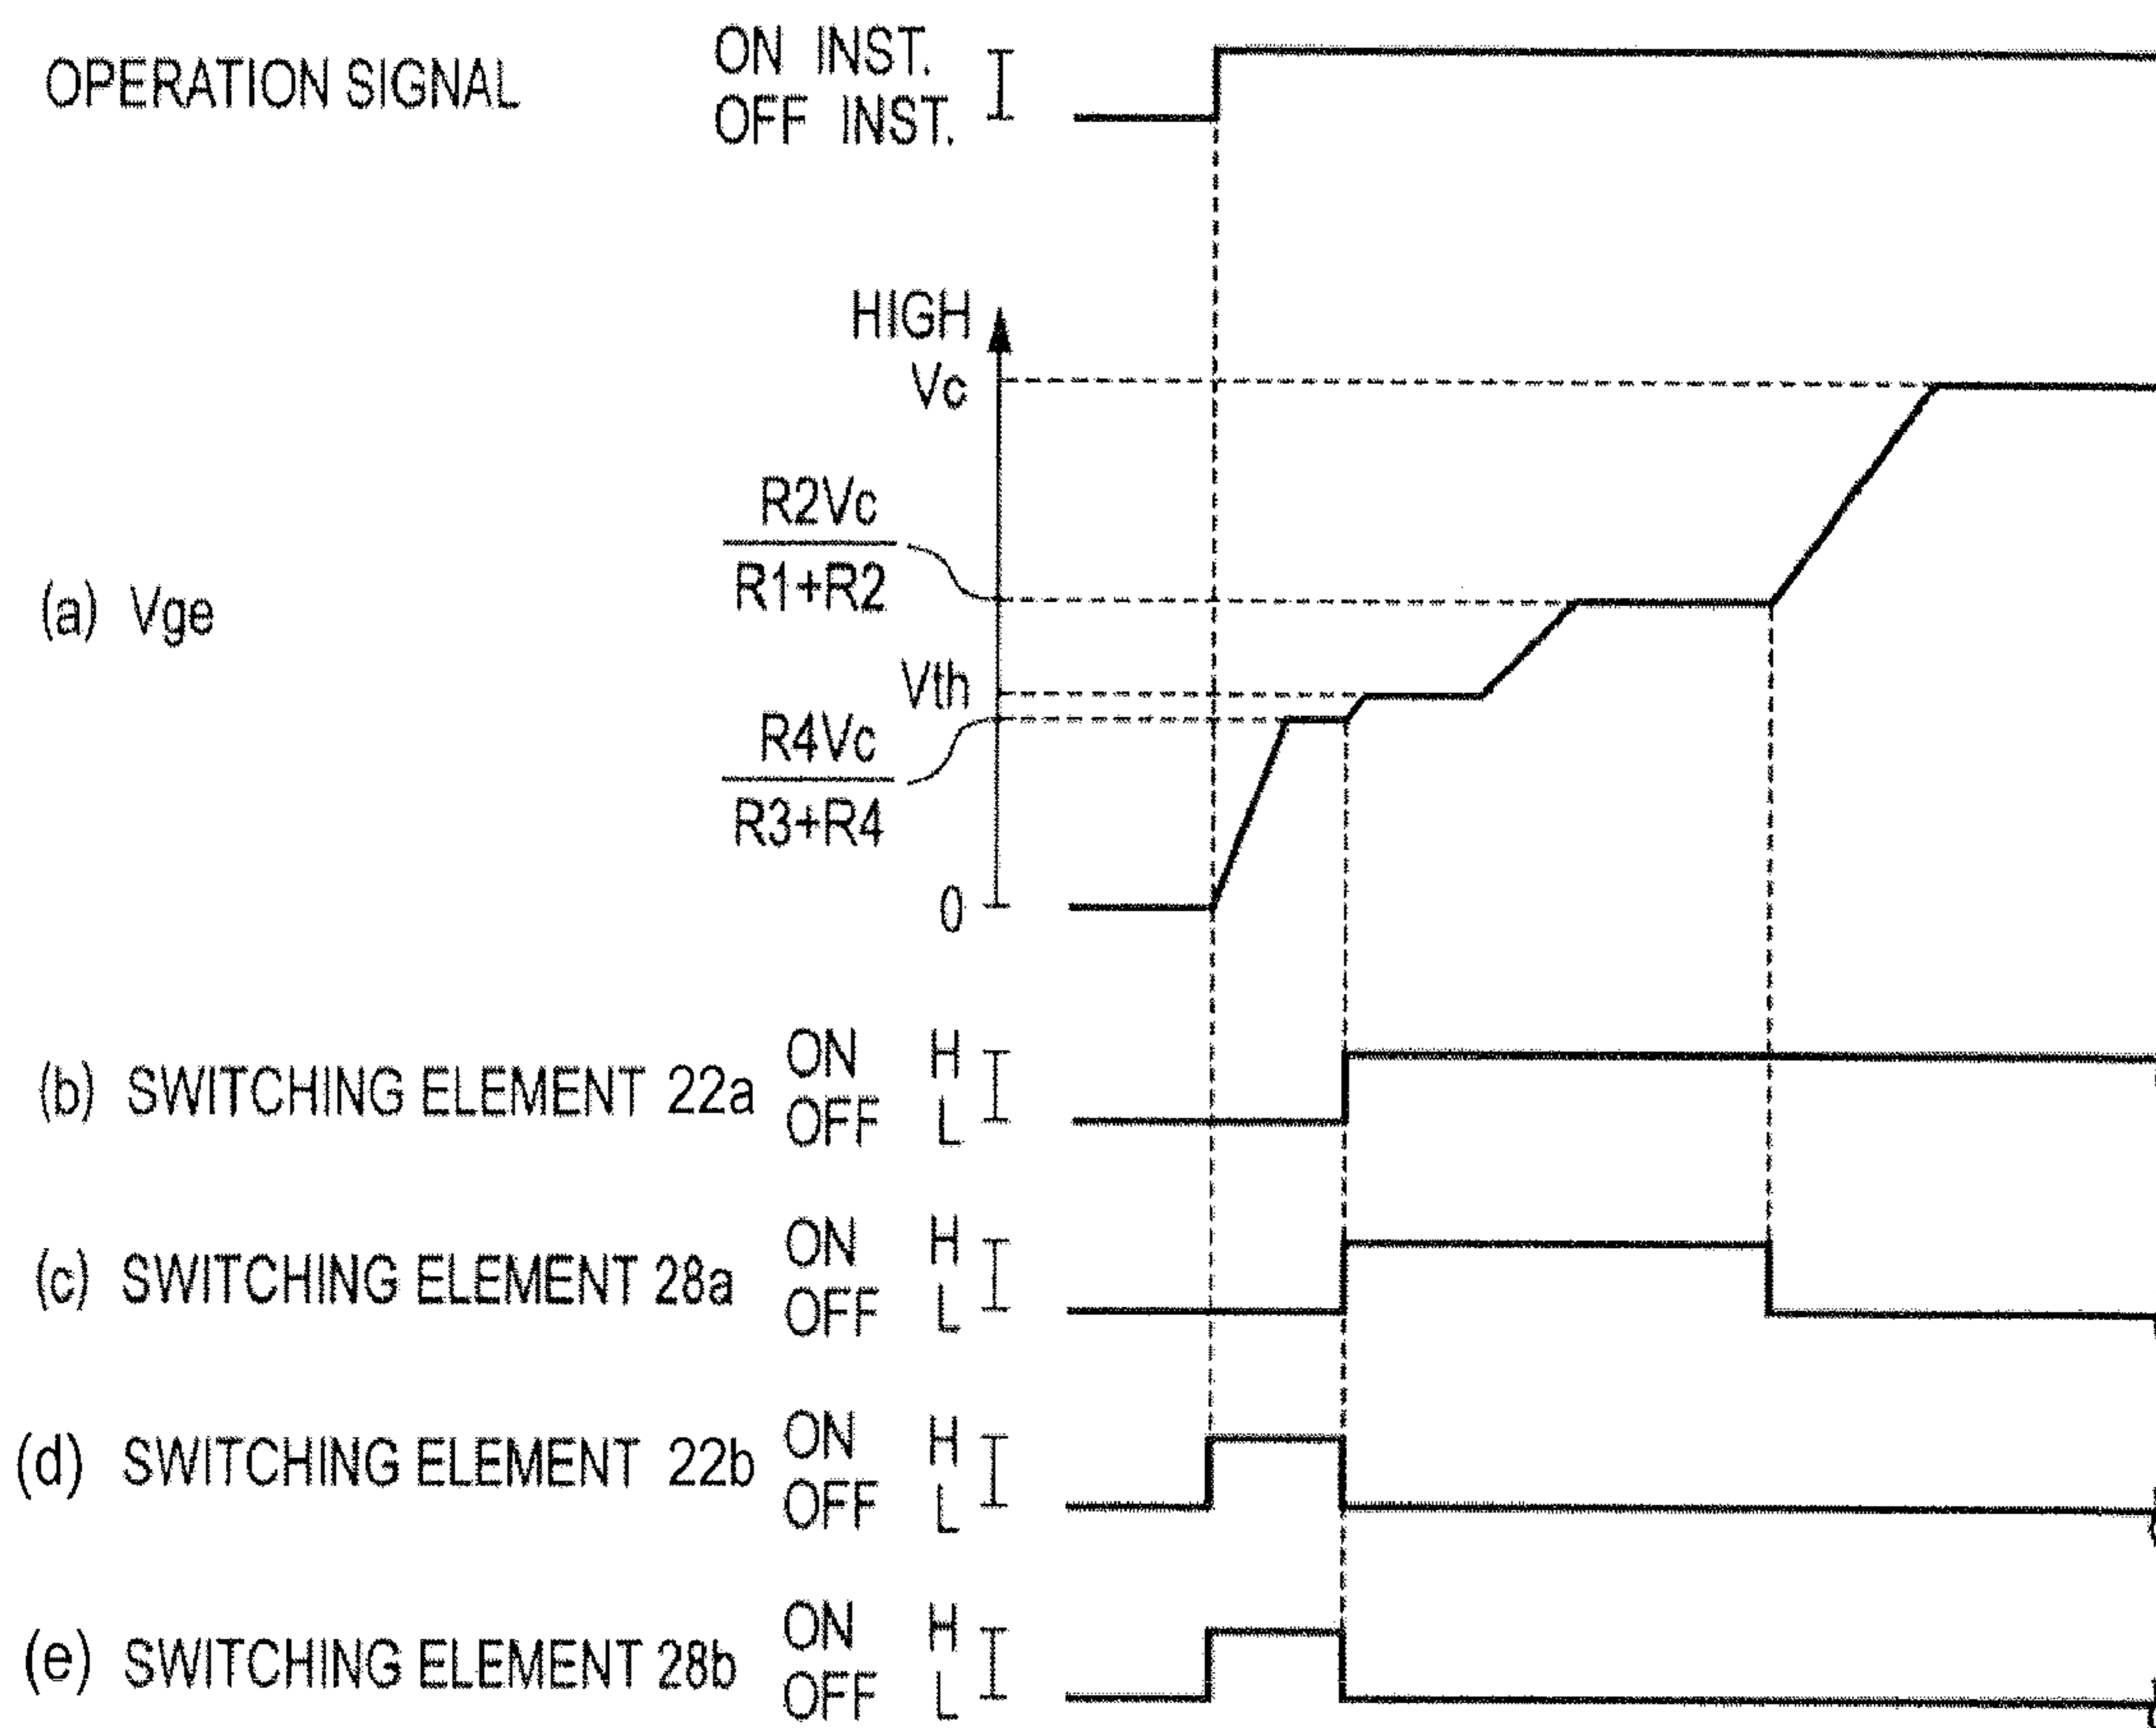 OPERATION SIGNAL
ON INST.
OFF INST.
HIGH
Vc
R2Vc
R1+R2
(a) Vge
Vth
R4Vc
R3+R4
0
(b) SWITCHING ELEMENT 22a
ON H
OFF L
(c) SWITCHING ELEMENT 28a
ON H
OFF L
(d) SWITCHING ELEMENT 22b
ON H
OFF L
(e) SWITCHING ELEMENT 28b
ON H
OFF L